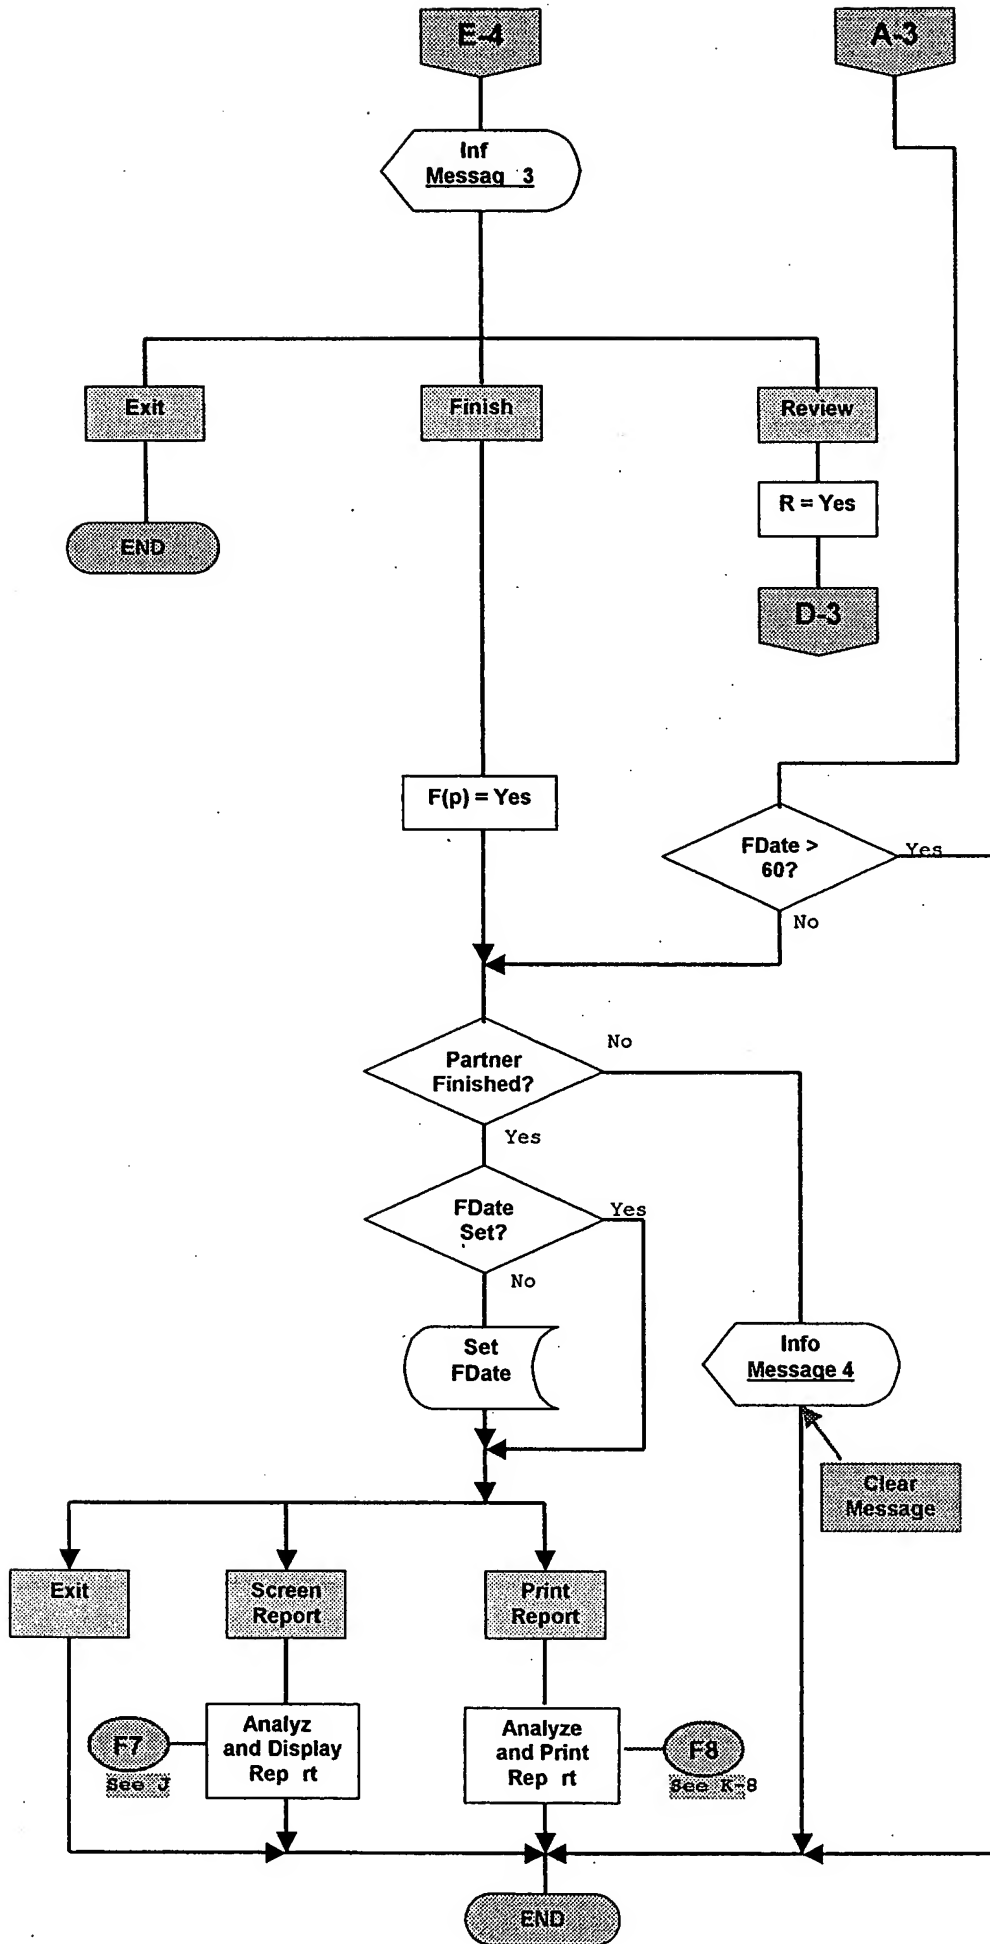 E-4
A-3
Inf
Messag 3
Exit
Finish
Review
R = Yes
END
D-3
F(p) = Yes
FDate >
60?
Yes
No
Partner
Finished?
No
Yes
FDate
Set?
Yes
No
Set
FDate
Info
Message 4
Clear
Message
Exit
Screen
Report
Print
Report
F7
See J
Analyz
and Display
Rep rt
Analyze
and Print
Rep rt
F8
See K-8
END